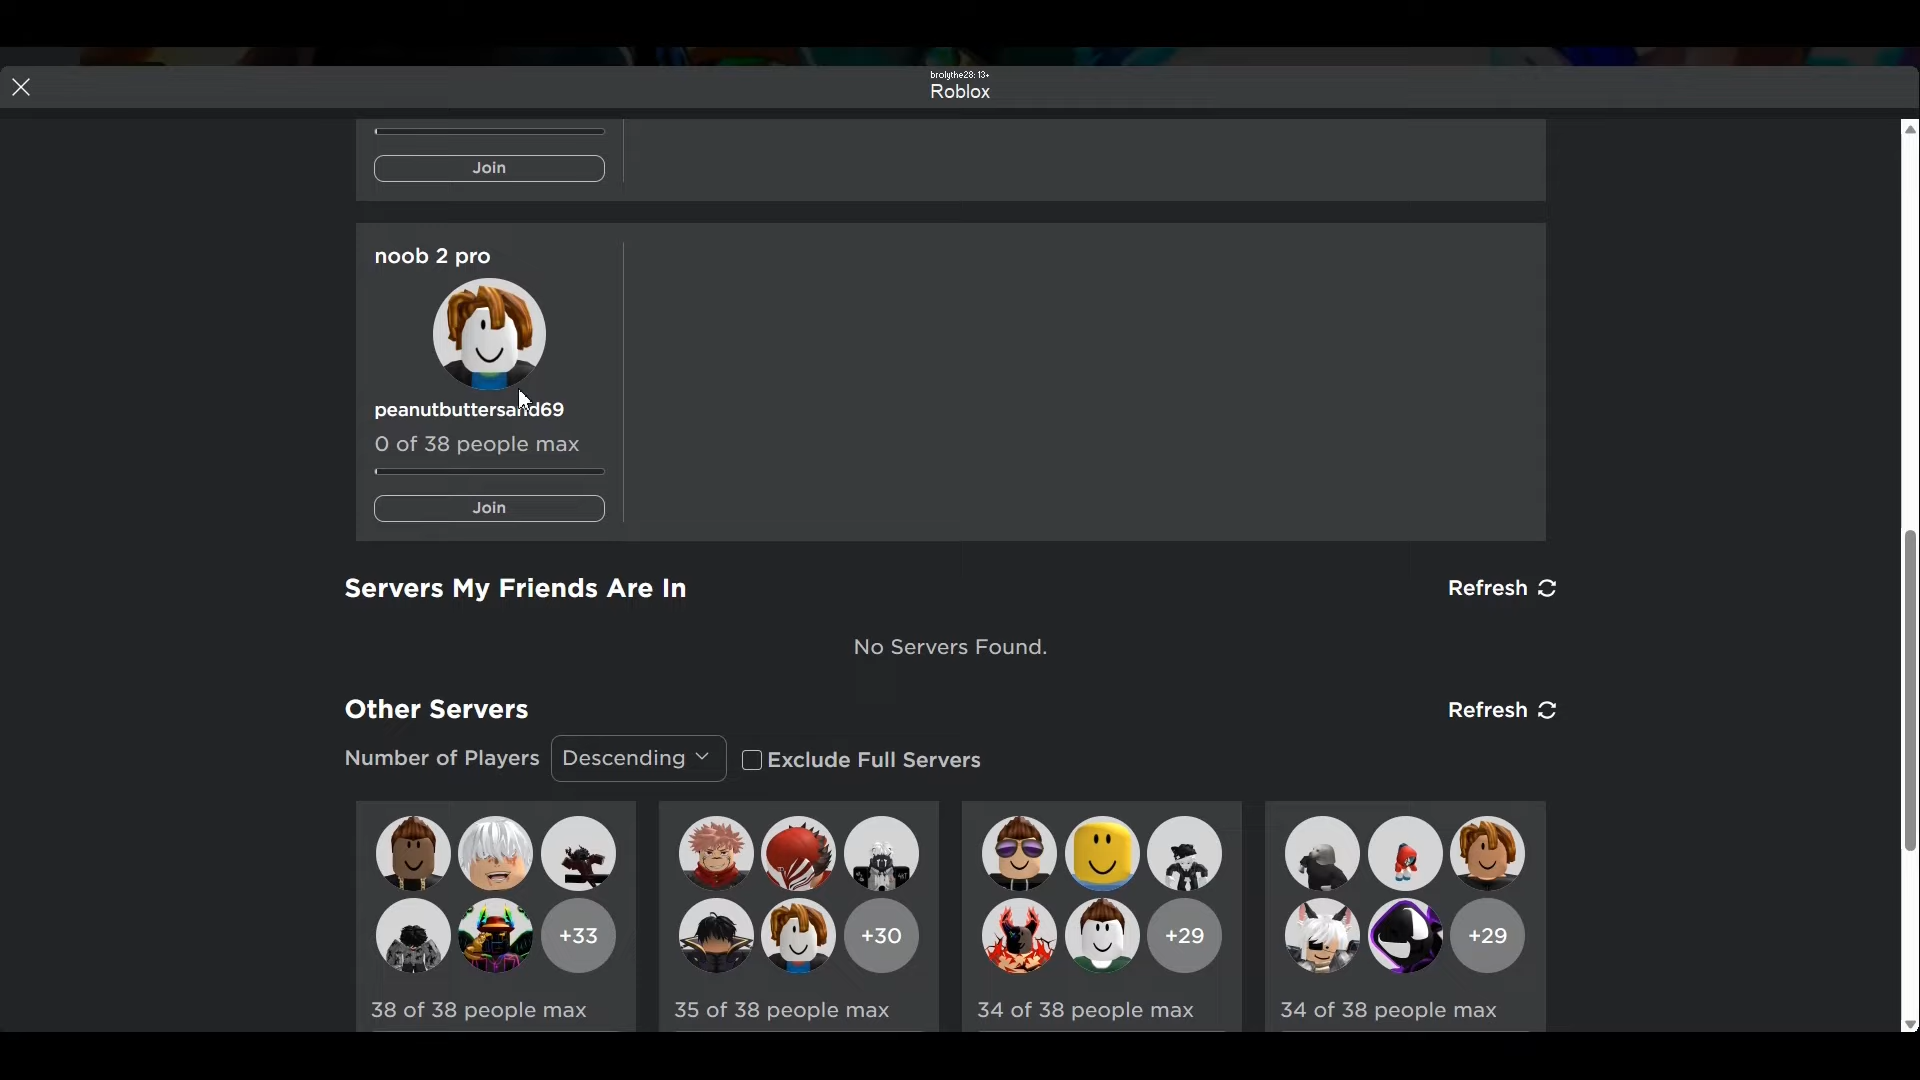 brolythe28: 13+
Roblox
Join
noob 2 pro
peanutbuttersand69
0 of 38 people max
Join
Servers My Friends Are In
Refresh
No Servers Found.
Other Servers
Refresh
Number of Players
Descending
Exclude Full Servers
+33
+30
+29
+29
38 of 38 people max
35 of 38 people max
34 of 38 people max
34 of 38 people max